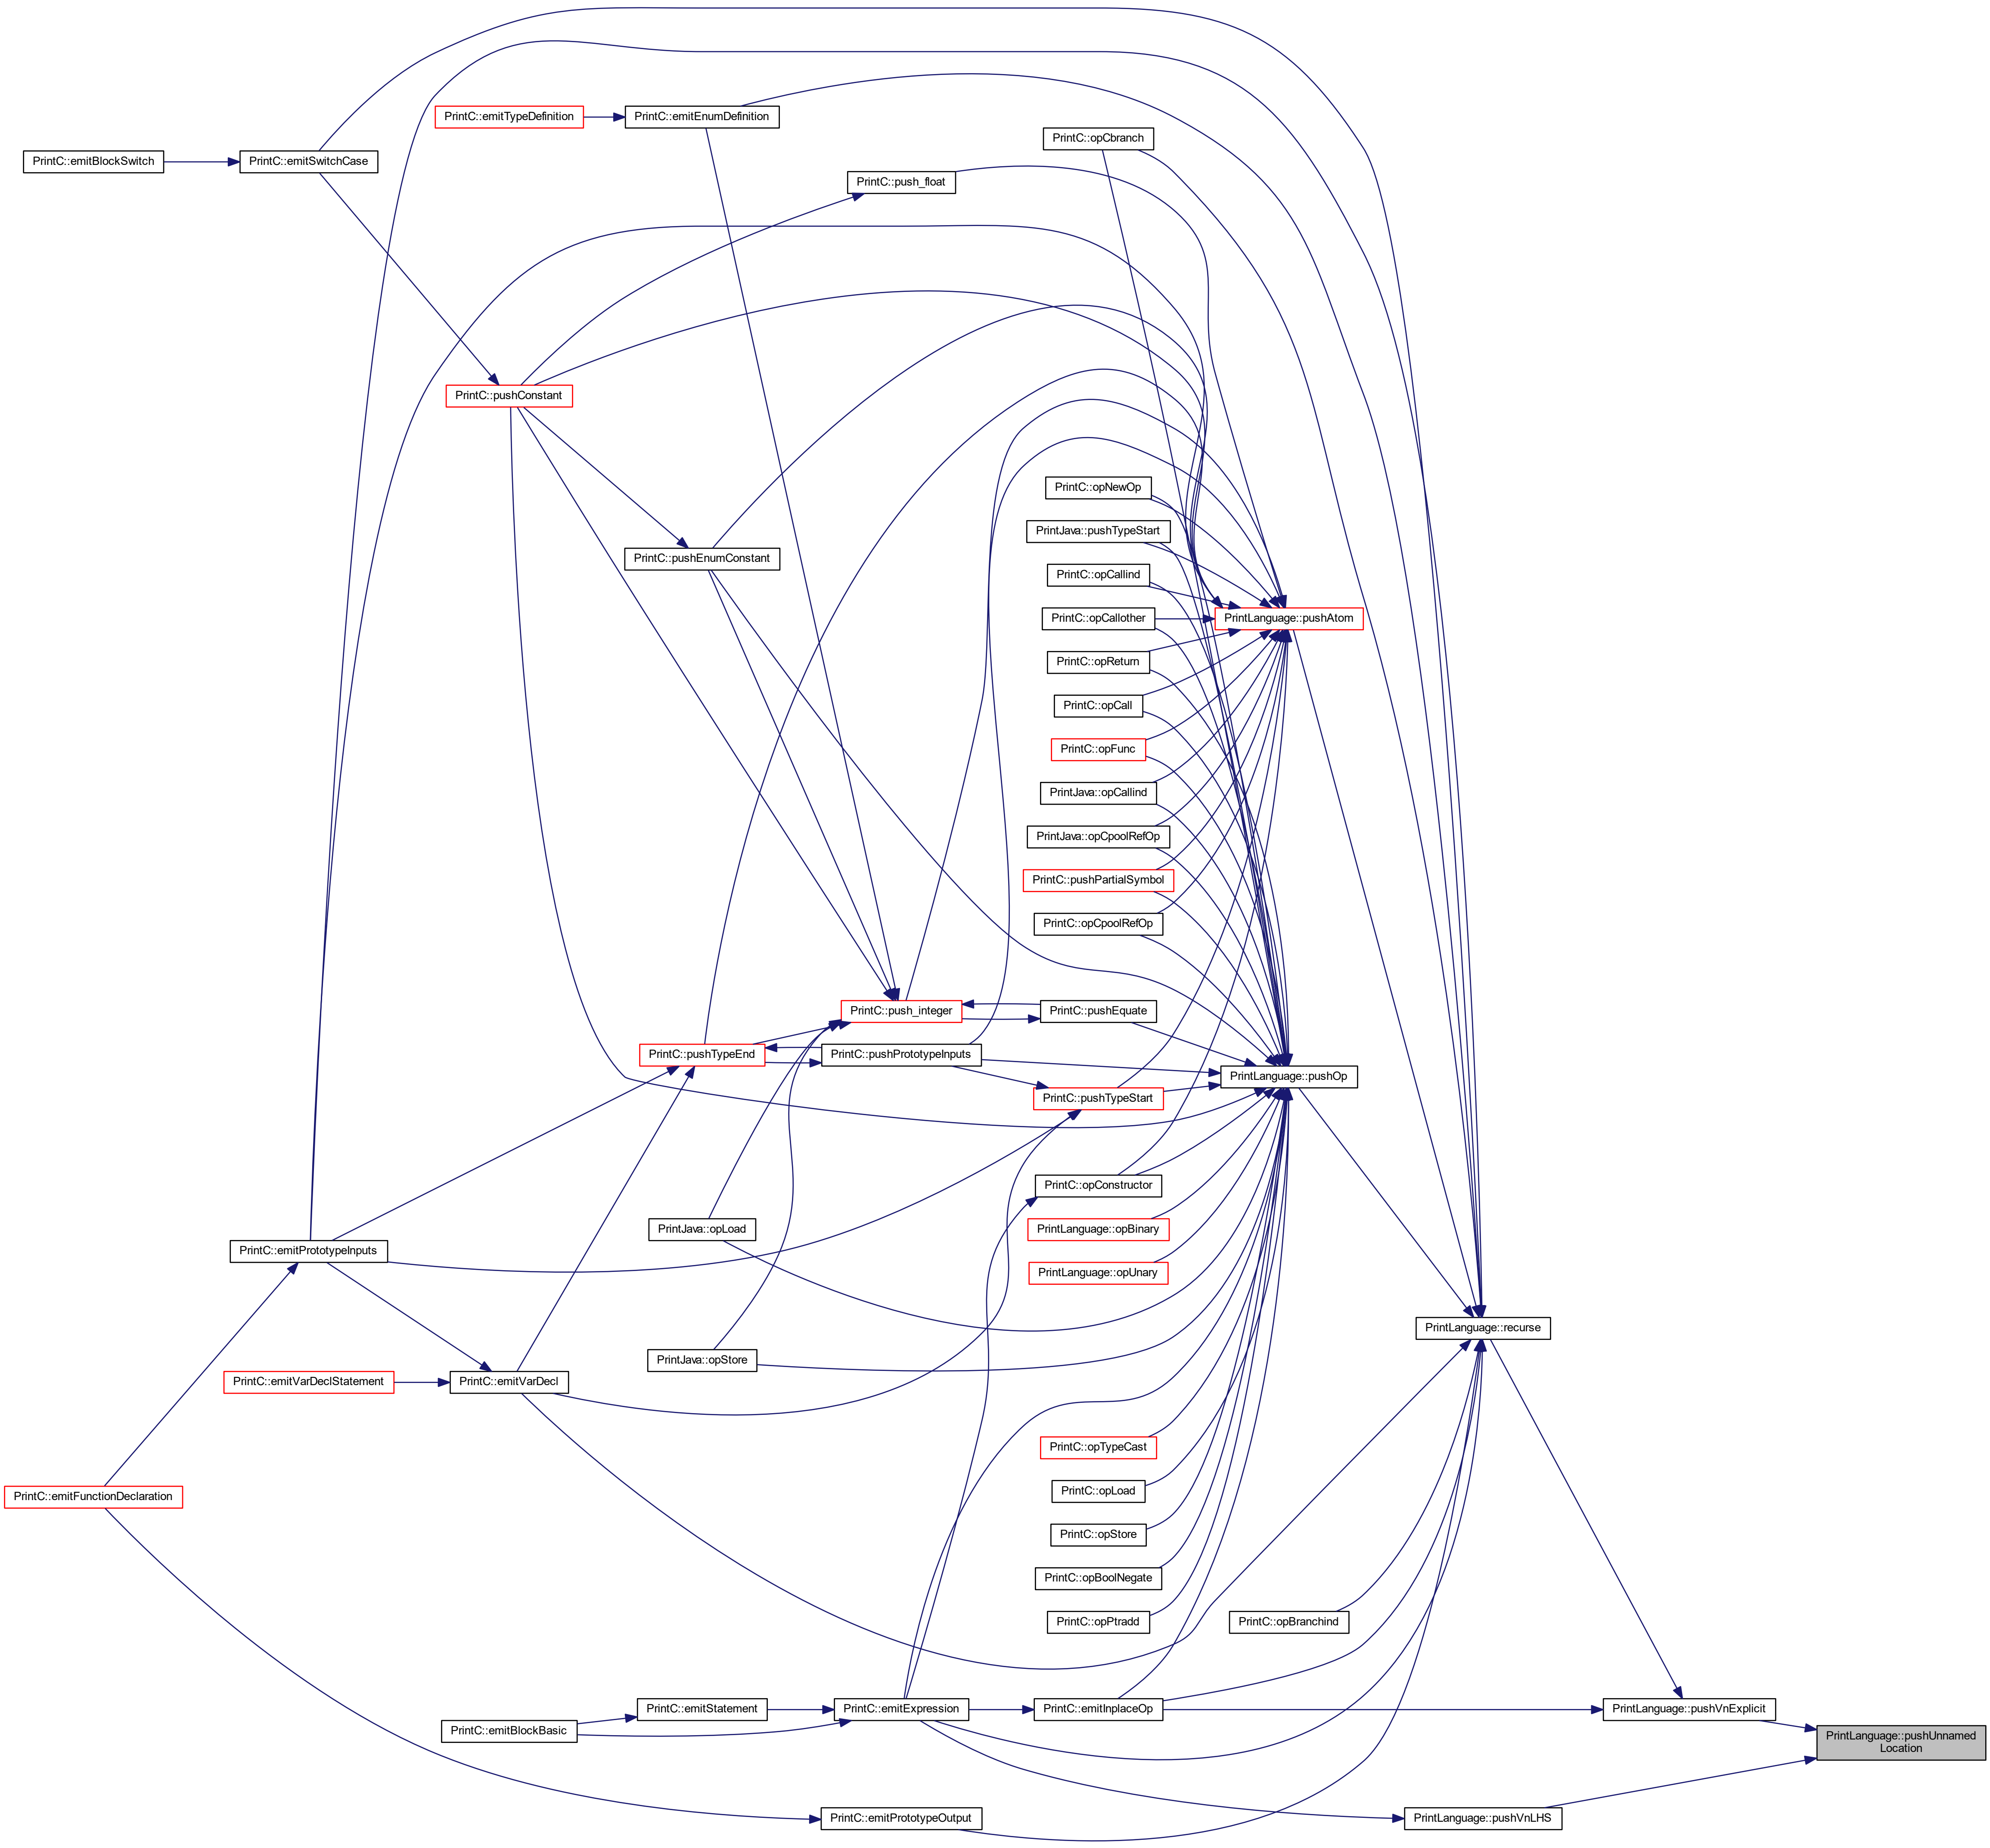 PrintC::emitEnumDefinition
PrintC::emitTypeDefinition
PrintC::opCbranch
PrintC::emitBlockSwitch
PrintC::emitSwitchCase
PrintC::push_float
PrintC::pushConstant
PrintC::opNewOp
PrintJava::pushTypeStart
PrintC::pushEnumConstant
PrintC::opCallind
PrintC::opCallother
PrintLanguage::pushAtom
PrintC::opReturn
PrintC::opCall
PrintC::opFunc
PrintJava::opCallind
PrintJava::opCpoolRefOp
PrintC::pushPartialSymbol
PrintC::opCpoolRefOp
PrintC::push_integer
PrintC::pushEquate
PrintC::pushTypeEnd
PrintC::pushPrototypeInputs
PrintLanguage::pushOp
PrintC::pushTypeStart
PrintC::opConstructor
PrintJava::opLoad
PrintLanguage::opBinary
PrintC::emitPrototypeInputs
PrintLanguage::opUnary
PrintLanguage::recurse
PrintJava::opStore
PrintC::emitVarDeclStatement
PrintC::emitVarDecl
PrintC::opTypeCast
PrintC::opLoad
PrintC::emitFunctionDeclaration
PrintC::opStore
PrintC::opBoolNegate
PrintC::opPtradd
PrintC::opBranchind
PrintC::emitStatement
PrintC::emitExpression
PrintC::emitInplaceOp
PrintLanguage::pushVnExplicit
PrintC::emitBlockBasic
PrintLanguage::pushUnnamed
Location
PrintC::emitPrototypeOutput
PrintLanguage::pushVnLHS